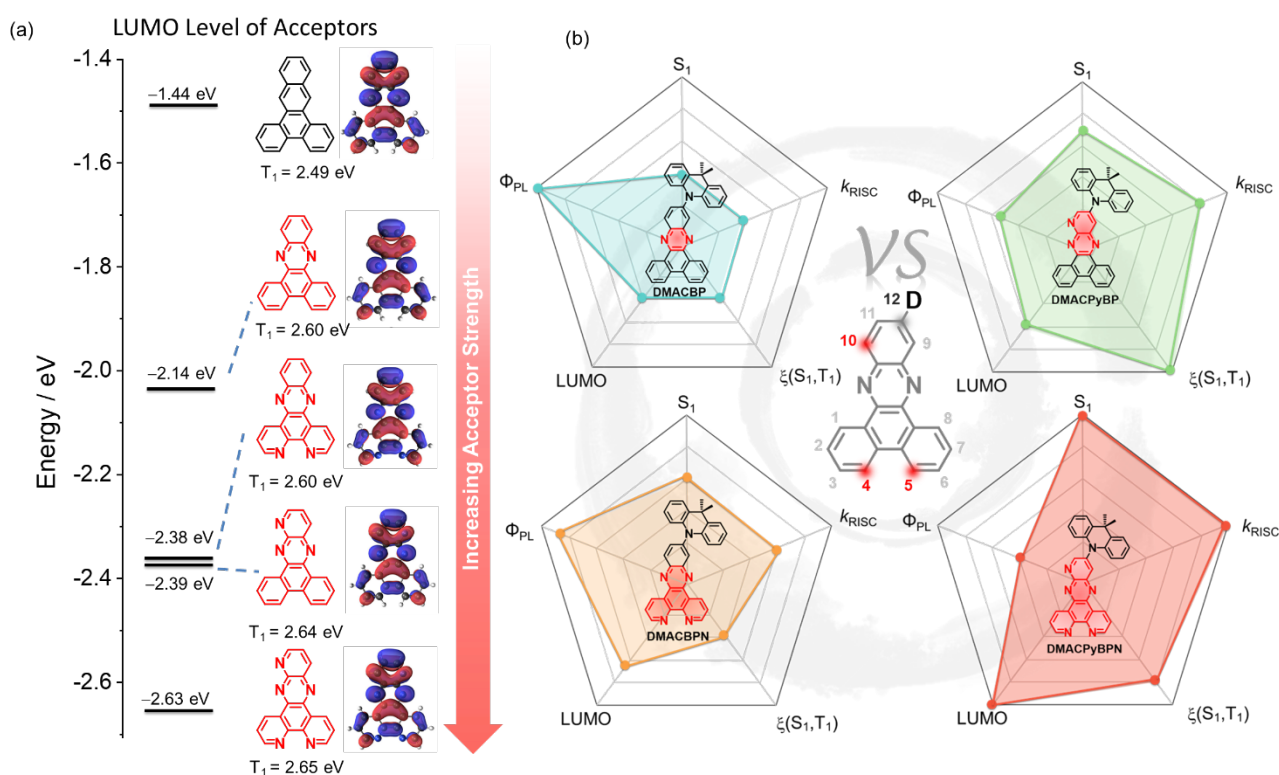 (a)
LUMO Level of Acceptors
Energy / eV
-1.4
-1.6
-1.8
-2.0
-2.2
-2.4
-2.6
−1.44 eV
−2.14 eV
−2.38 eV
−2.39 eV
−2.63 eV
T1 = 2.49 eV
N N
T1 = 2.60 eV
N N
N N
T1 = 2.60 eV
N
N N
T1 = 2.64 eV
N
N N
N N
T1 = 2.65 eV
Increasing Acceptor Strength
(b)
S1
ΦPL
kRISC
N
N N
DMACBP
LUMO
ξ(S1,T1)
S1
ΦPL
kRISC
N
N
N N
DMACPyBP
LUMO
ξ(S1,T1)
VS
12 D
11
10
9
1
8
2
7
3
4
5
6
S1
ΦPL
kRISC
N
N N
N N
DMACBPN
LUMO
ξ(S1,T1)
S1
ΦPL
kRISC
N
N
N N
N N
DMACPyBPN
LUMO
ξ(S1,T1)